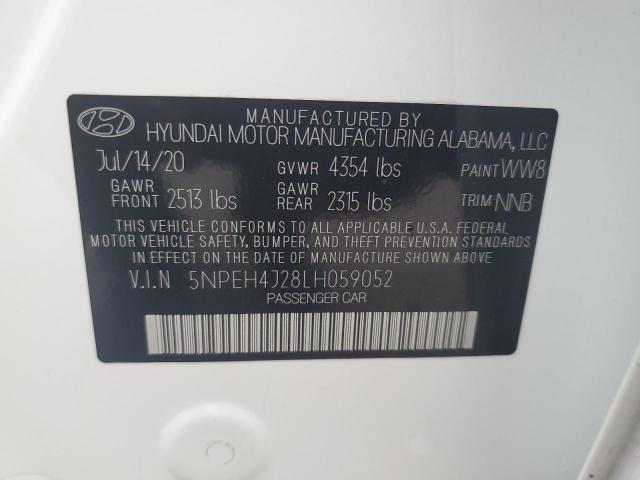 MANUFACTURED BY
HYUNDAI MOTOR MANUFACTURING ALABAMA, LLC
Jul/14/20 GVWR 4354 lbs PAINT WW8
GAWR FRONT 2513 lbs GAWR REAR 2315 lbs TRIM NNB
THIS VEHICLE CONFORMS TO ALL APPLICABLE U.S.A. FEDERAL
MOTOR VEHICLE SAFETY, BUMPER, AND THEFT PREVENTION STANDARDS
IN EFFECT ON THE DATE OF MANUFACTURE SHOWN ABOVE
V.I.N 5NPEH4J28LH059052
PASSENGER CAR